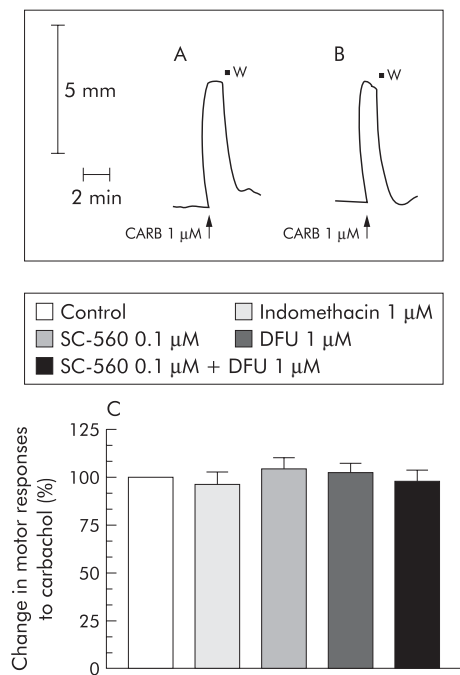 A
B
W
W
5 mm
2 min
CARB 1 μM
CARB 1 μM
Control
Indomethacin 1 μM
SC-560 0.1 μM
DFU 1 μM
SC-560 0.1 μM + DFU 1 μM
C
Change in motor responses
to carbachol (%)
125
100
75
50
25
0